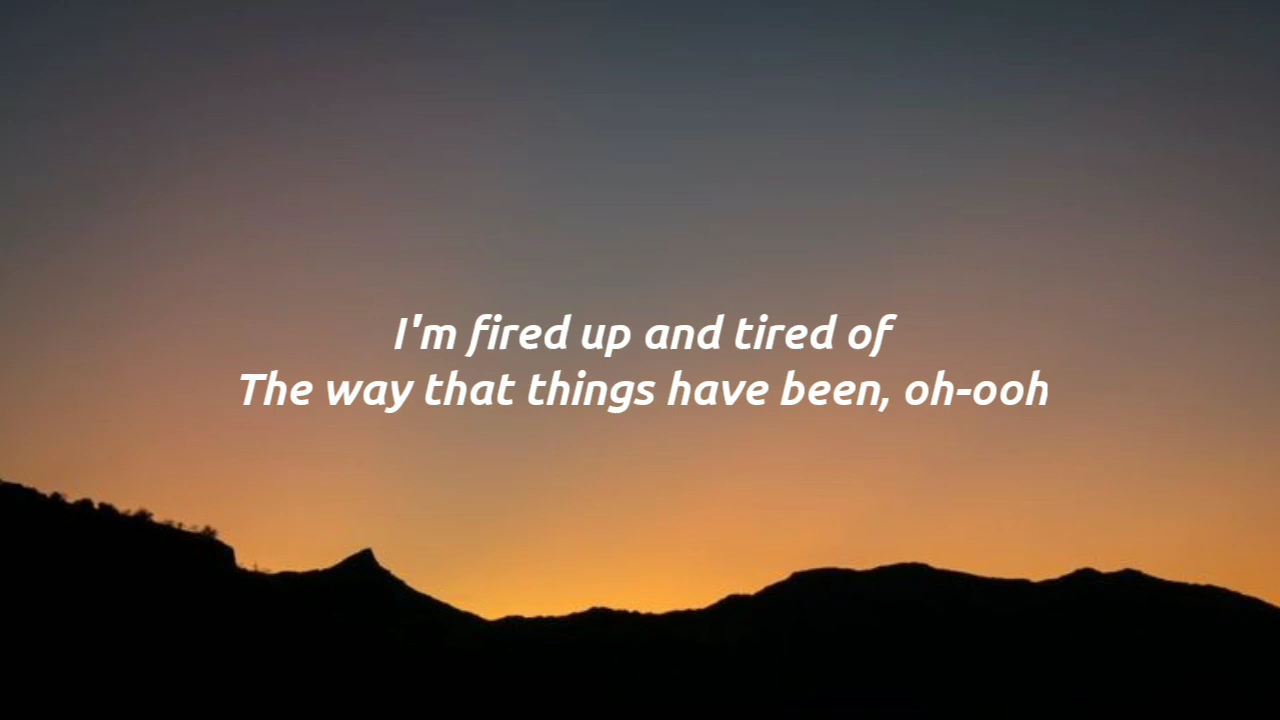 I'm fired up and tired of
The way that things have been, oh-ooh